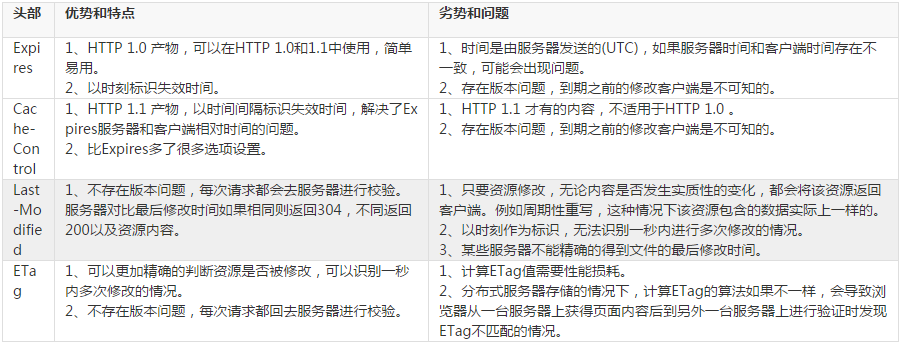 头部 优势和特点 劣势和问题
Expi
res
1、HTTP 1.0 产物，可以在HTTP 1.0和1.1中使用，简单
易用。
2、以时刻标识失效时间。
1、时间是由服务器发送的(UTC)，如果服务器时间和客户端时间存在不
一致，可能会出现问题。
2、存在版本问题，到期之前的修改客户端是不可知的。
Cac
he-
Con
trol
1、HTTP 1.1 产物，以时间间隔标识失效时间，解决了Ex
pires服务器和客户端相对时间的问题。
2、比Expires多了很多选项设置。
1、HTTP 1.1 才有的内容，不适用于HTTP 1.0 。
2、存在版本问题，到期之前的修改客户端是不可知的。
Last
-Mo
difie
d
1、不存在版本问题，每次请求都会去服务器进行校验。
服务器对比最后修改时间如果相同则返回304，不同返回
200以及资源内容。
1、只要资源修改，无论内容是否发生实质性的变化，都会将该资源返回
客户端。例如周期性重写，这种情况下该资源包含的数据实际上一样的。
2、以时刻作为标识，无法识别一秒内进行多次修改的情况。
3、某些服务器不能精确的得到文件的最后修改时间。
ETa
g
1、可以更加精确的判断资源是否被修改，可以识别一秒
内多次修改的情况。
2、不存在版本问题，每次请求都回去服务器进行校验。
1、计算ETag值需要性能损耗。
2、分布式服务器存储的情况下，计算ETag的算法如果不一样，会导致浏
览器从一台服务器上获得页面内容后到另外一台服务器上进行验证时发现
ETag不匹配的情况。